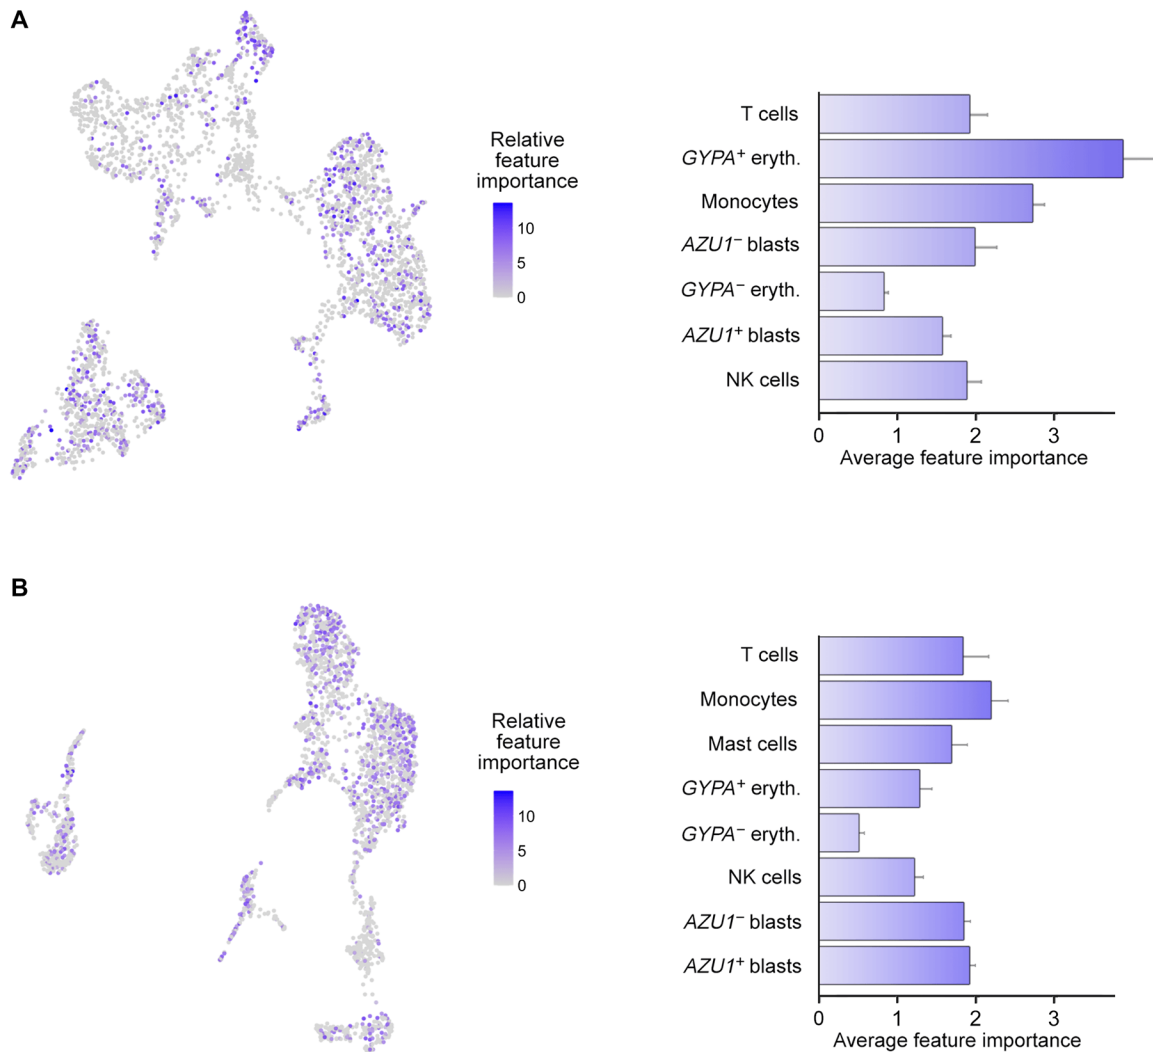 A
Relative
feature
importance
10
5
0
T cells
GYPA+ eryth.
Monocytes
AZU1− blasts
GYPA− eryth.
AZU1+ blasts
NK cells
0 1 2 3
Average feature importance
B
Relative
feature
importance
10
5
0
T cells
Monocytes
Mast cells
GYPA+ eryth.
GYPA− eryth.
NK cells
AZU1− blasts
AZU1+ blasts
0 1 2 3
Average feature importance